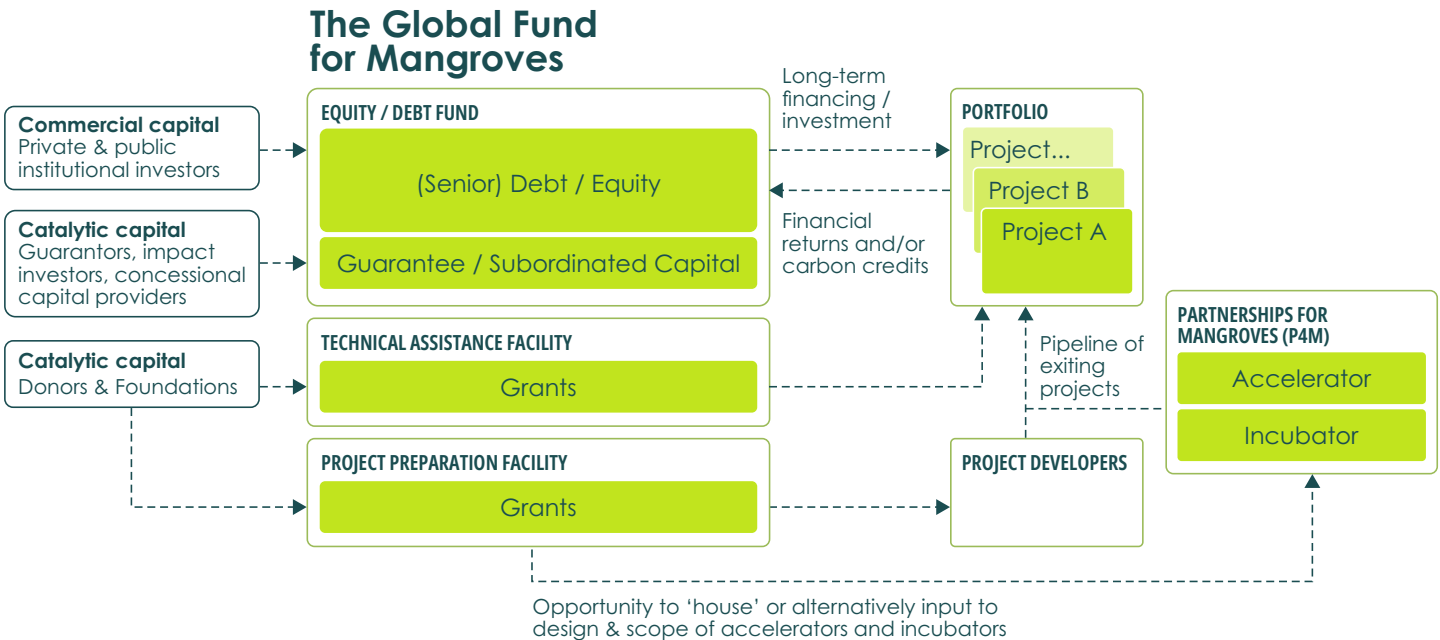 The Global Fund
for Mangroves
Commercial capital
Private & public
institutional investors
Catalytic capital
Guarantors, impact
investors, concessional
capital providers
Catalytic capital
Donors & Foundations
EQUITY / DEBT FUND
(Senior) Debt / Equity
Guarantee / Subordinated Capital
TECHNICAL ASSISTANCE FACILITY
Grants
PROJECT PREPARATION FACILITY
Grants
Long-term
financing /
investment
Financial
returns and/or
carbon credits
PORTFOLIO
Project...
Project B
Project A
Pipeline of
exiting
projects
PROJECT DEVELOPERS
PARTNERSHIPS FOR
MANGROVES (P4M)
Accelerator
Incubator
Opportunity to ‘house’ or alternatively input to
design & scope of accelerators and incubators